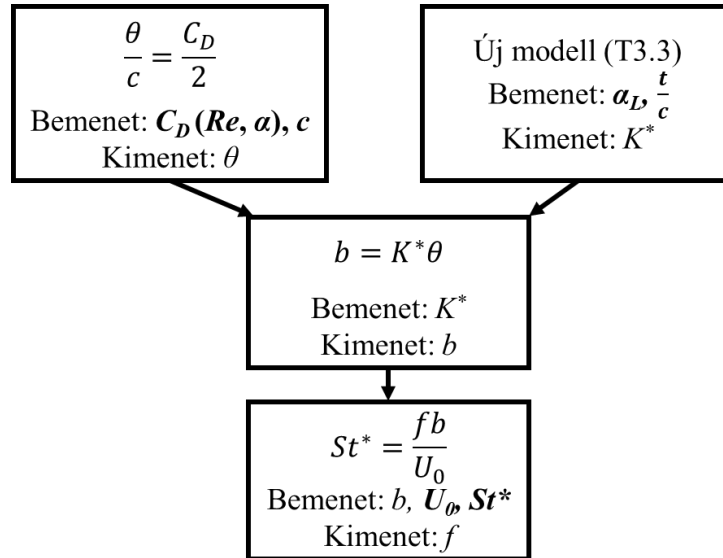 θ/c = C_D/2
Bemenet: C_D(Re, α), c
Kimenet: θ
Új modell (T3.3)
Bemenet: α_L, t/c
Kimenet: K*
b = K*θ
Bemenet: K*
Kimenet: b
St* = fb/U_0
Bemenet: b, U_0, St*
Kimenet: f